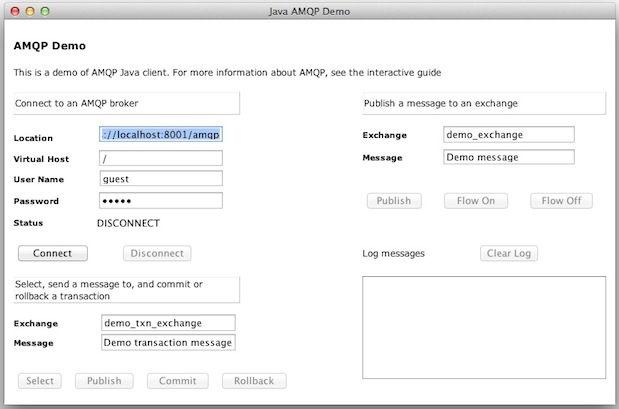 Java AMQP Demo
AMQP Demo
This is a demo of AMQP Java client. For more information about AMQP, see the interactive guide
Connect to an AMQP broker
Location ://localhost:8001/amqp
Virtual Host /
User Name guest
Password •••••
Status DISCONNECT
Connect Disconnect
Select, send a message to, and commit or
rollback a transaction
Exchange demo_txn_exchange
Message Demo transaction message
Select Publish Commit Rollback
Publish a message to an exchange
Exchange demo_exchange
Message Demo message
Publish Flow On Flow Off
Log messages Clear Log